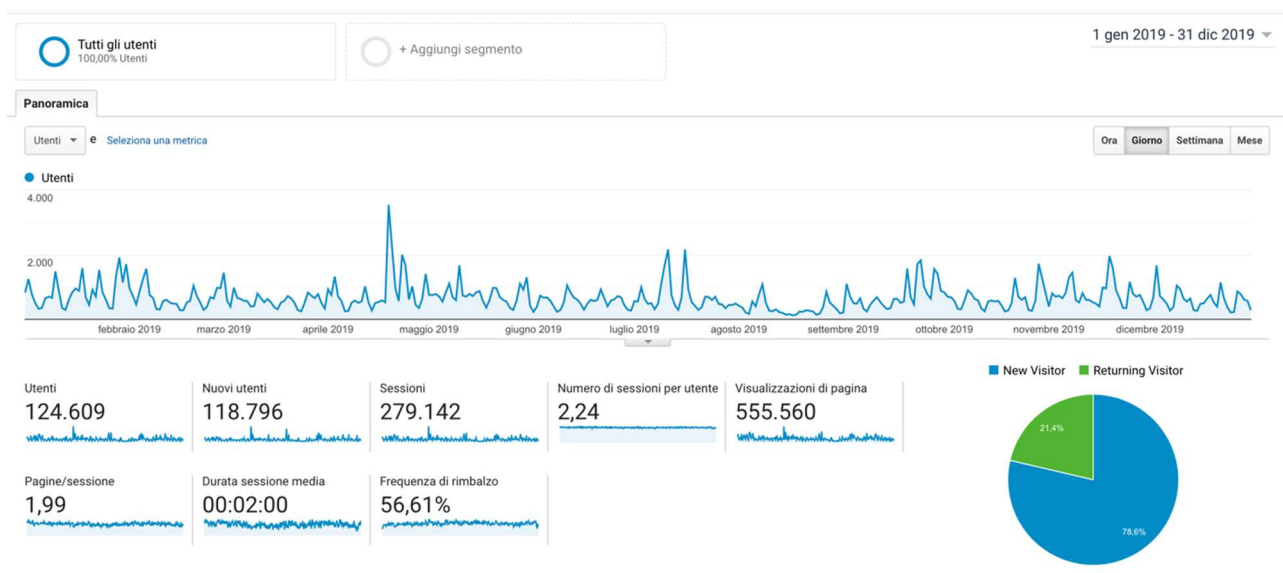 Tutti gli utenti
100,00% Utenti
+ Aggiungi segmento
1 gen 2019 - 31 dic 2019
Panoramica
Utenti e Seleziona una metrica
Ora Giorno Settimana Mese
Utenti
4.000
2.000
febbraio 2019 marzo 2019 aprile 2019 maggio 2019 giugno 2019 luglio 2019 agosto 2019 settembre 2019 ottobre 2019 novembre 2019 dicembre 2019
Utenti
124.609
Nuovi utenti
118.796
Sessioni
279.142
Numero di sessioni per utente
2,24
Visualizzazioni di pagina
555.560
Pagine/sessione
1,99
Durata sessione media
00:02:00
Frequenza di rimbalzo
56,61%
New Visitor Returning Visitor
21,4%
78,6%